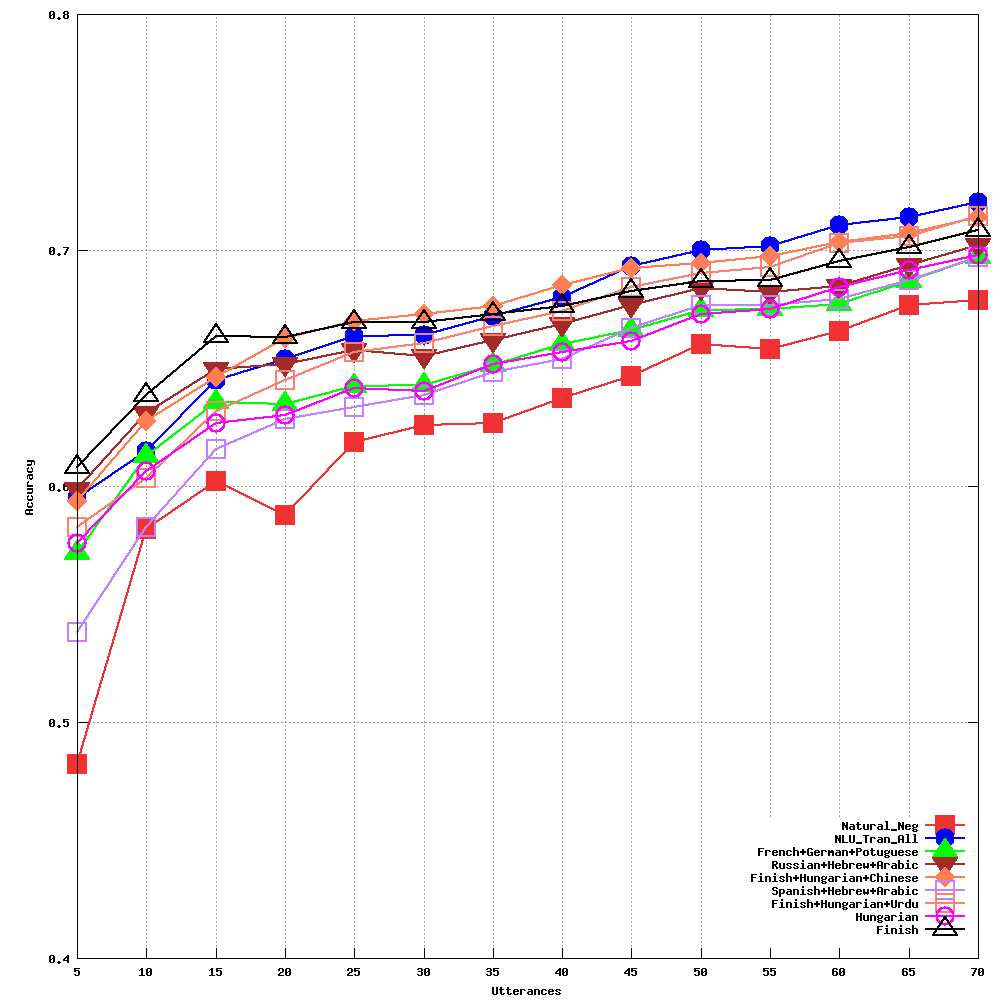 0.8
0.7
0.6
0.5
0.4
Accuracy
5 10 15 20 25 30 35 40 45 50 55 60 65 70
Utterances
Natural_Neg
NLU_Tran_All
French+German+Potuguese
Russian+Hebrew+Arabic
Finish+Hungarian+Chinese
Spanish+Hebrew+Arabic
Finish+Hungarian+Urdu
Hungarian
Finish